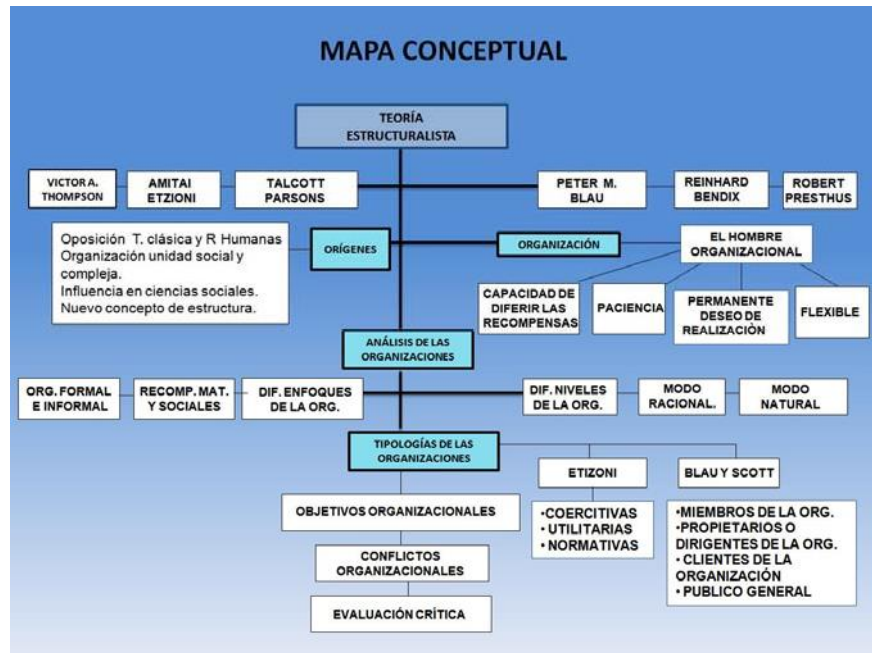 MAPA CONCEPTUAL
TEORÍA
ESTRUCTURALISTA
VICTOR A.
THOMPSON
AMITAI
ETZIONI
TALCOTT
PARSONS
PETER M.
BLAU
REINHARD
BENDIX
ROBERT
PRESTHUS
Oposición T. clásica y R Humanas
Organización unidad social y
compleja.
Influencia en ciencias sociales.
Nuevo concepto de estructura.
ORÍGENES
ORGANIZACIÓN
EL HOMBRE
ORGANIZACIONAL
CAPACIDAD DE
DIFERIR LAS
RECOMPENSAS
PACIENCIA
PERMANENTE
DESEO DE
REALIZACIÒN
FLEXIBLE
ANÁLISIS DE LAS
ORGANIZACIONES
ORG. FORMAL
E INFORMAL
RECOMP. MAT.
Y SOCIALES
DIF. ENFOQUES
DE LA ORG.
DIF. NIVELES
DE LA ORG.
MODO
RACIONAL.
MODO
NATURAL
TIPOLOGÍAS DE LAS
ORGANIZACIONES
OBJETIVOS ORGANIZACIONALES
CONFLICTOS
ORGANIZACIONALES
EVALUACIÓN CRÍTICA
ETIZONI
•COERCITIVAS
• UTILITARIAS
• NORMATIVAS
BLAU Y SCOTT
•MIEMBROS DE LA ORG.
•PROPIETARIOS O
DIRIGENTES DE LA ORG.
• CLIENTES DE LA
ORGANIZACIÓN
• PUBLICO GENERAL